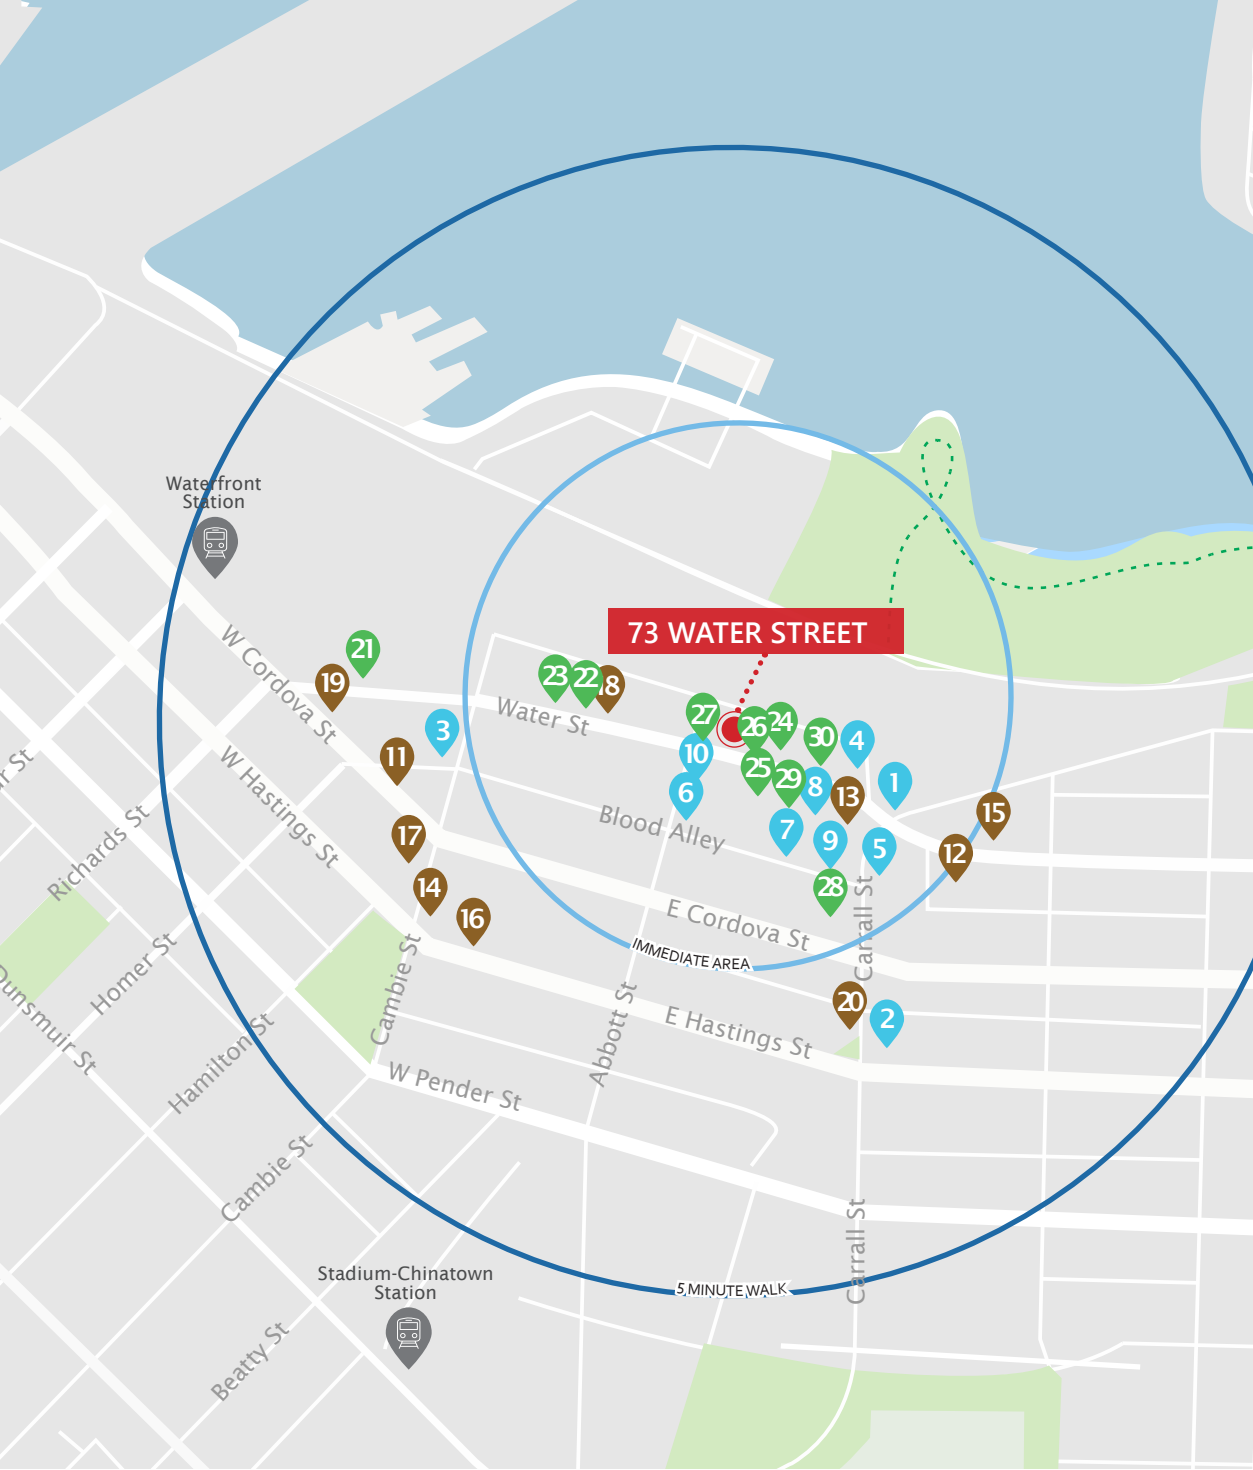 Waterfront
Station
73 WATER STREET
21
19
23
22
18
W Cordova St
Water St
3
27
26
24
30
4
10
11
25
29
8
1
6
13
W Hastings St
r St
Blood Alley
7
15
17
9
5
12
Richards St
14
28
16
E Cordova St
Carrall St
IMMEDIATE AREA
Homer St
Cambie St
Dunsmuir St
20
2
Abbott St
E Hastings St
Hamilton St
W Pender St
Cambie St
Carrall St
5 MINUTE WALK
Stadium-Chinatown
Station
Beatty St